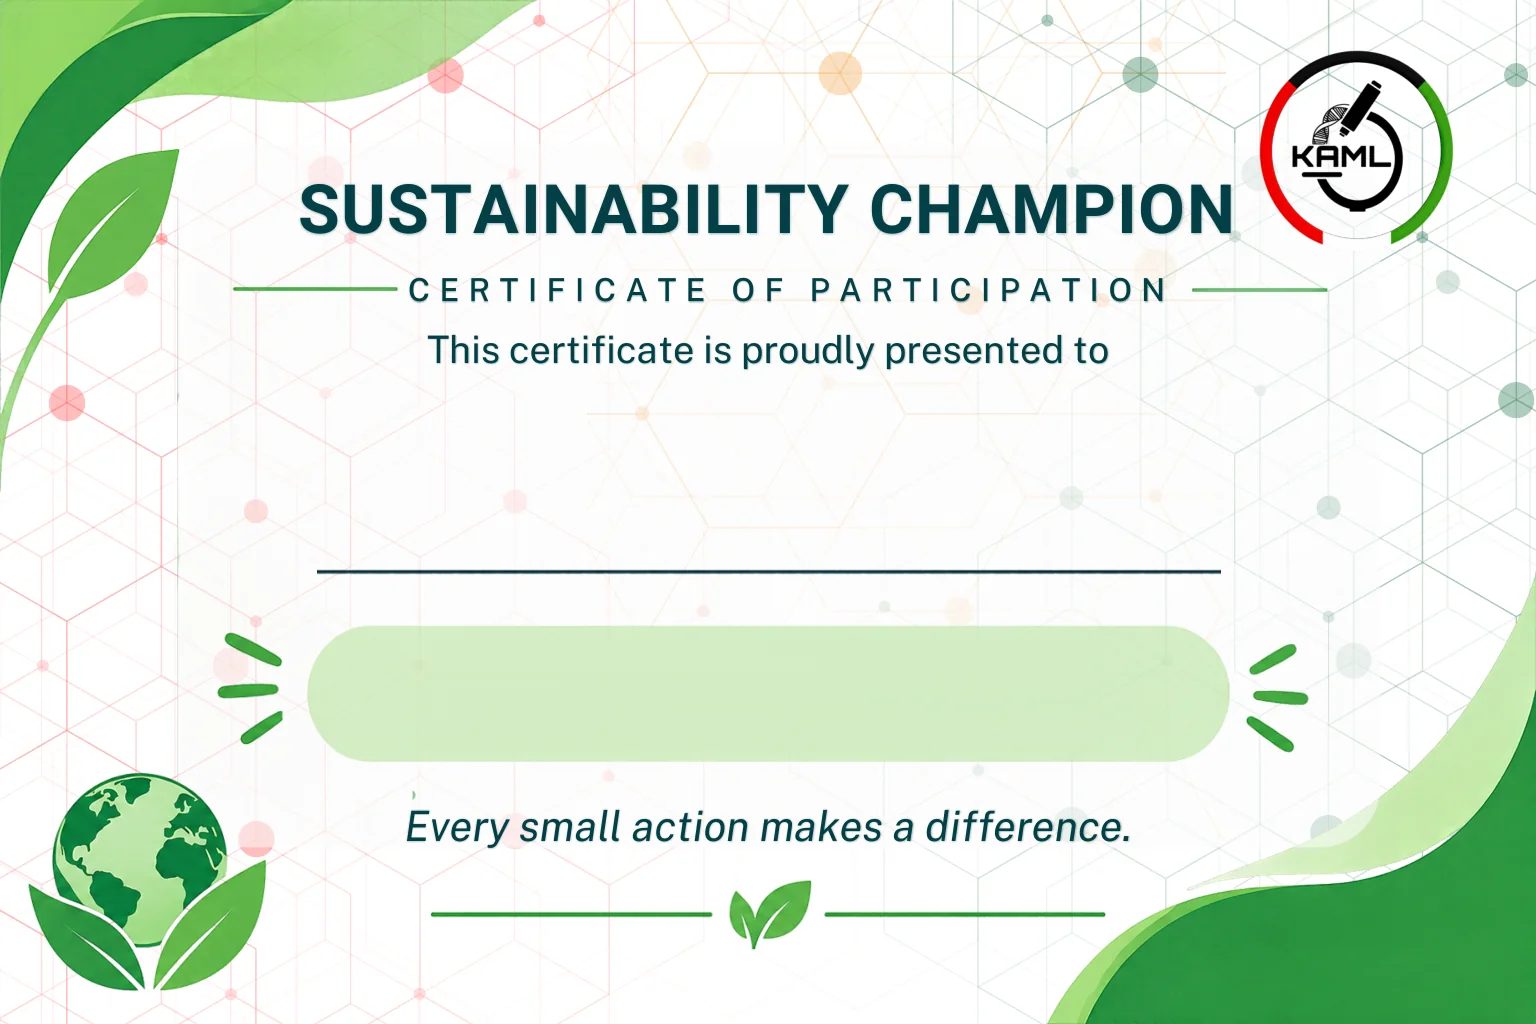 KAML
SUSTAINABILITY CHAMPION
CERTIFICATE OF PARTICIPATION
This certificate is proudly presented to
Every small action makes a difference.